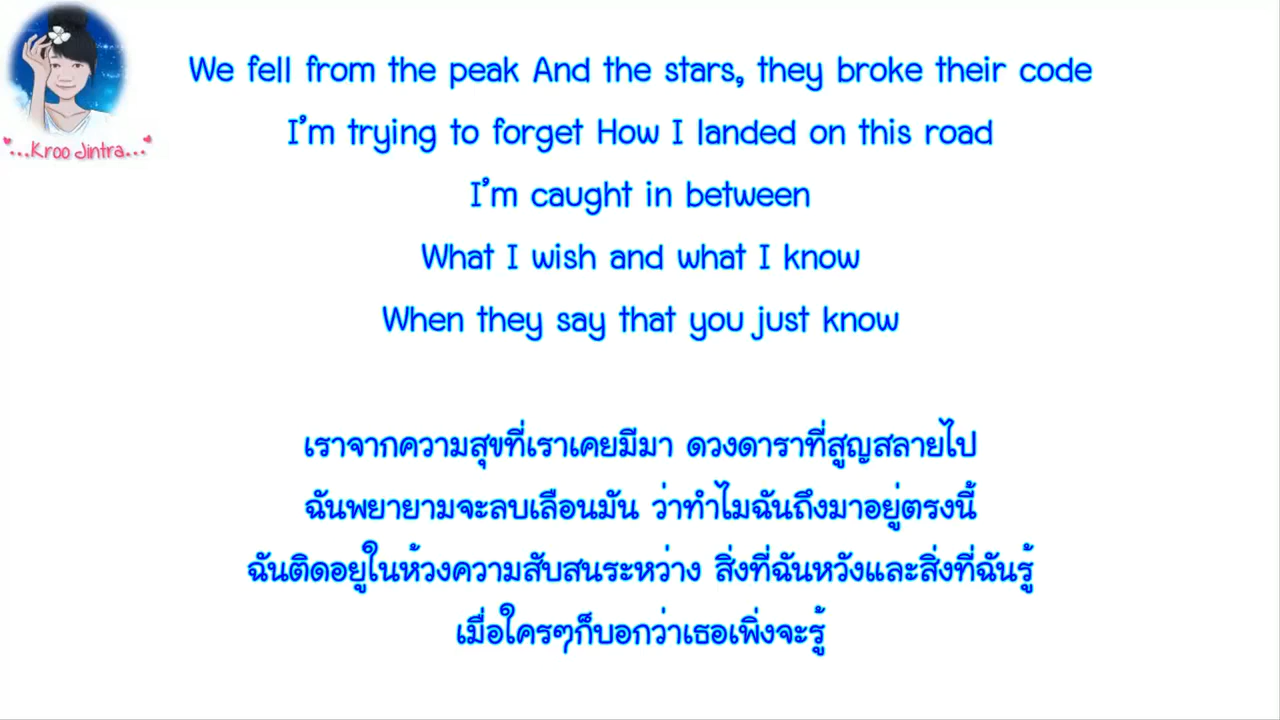 We fell from the peak And the stars, they broke their code
I'm trying to forget How I landed on this road
I'm caught in between
What I wish and what I know
When they say that you just know
เราจากความสุขที่เราเคยมีมา ดวงดาราที่สูญสลายไป
ฉันพยายามจะลบเลือนมัน ว่าทำไมฉันถึงมาอยู่ตรงนี้
ฉันติดอยู่ในห้วงความสับสนระหว่าง สิ่งที่ฉันหวังและสิ่งที่ฉันรู้
เมื่อใครๆก็บอกว่าเธอเพิ่งจะรู้
...Kroo Jintra...